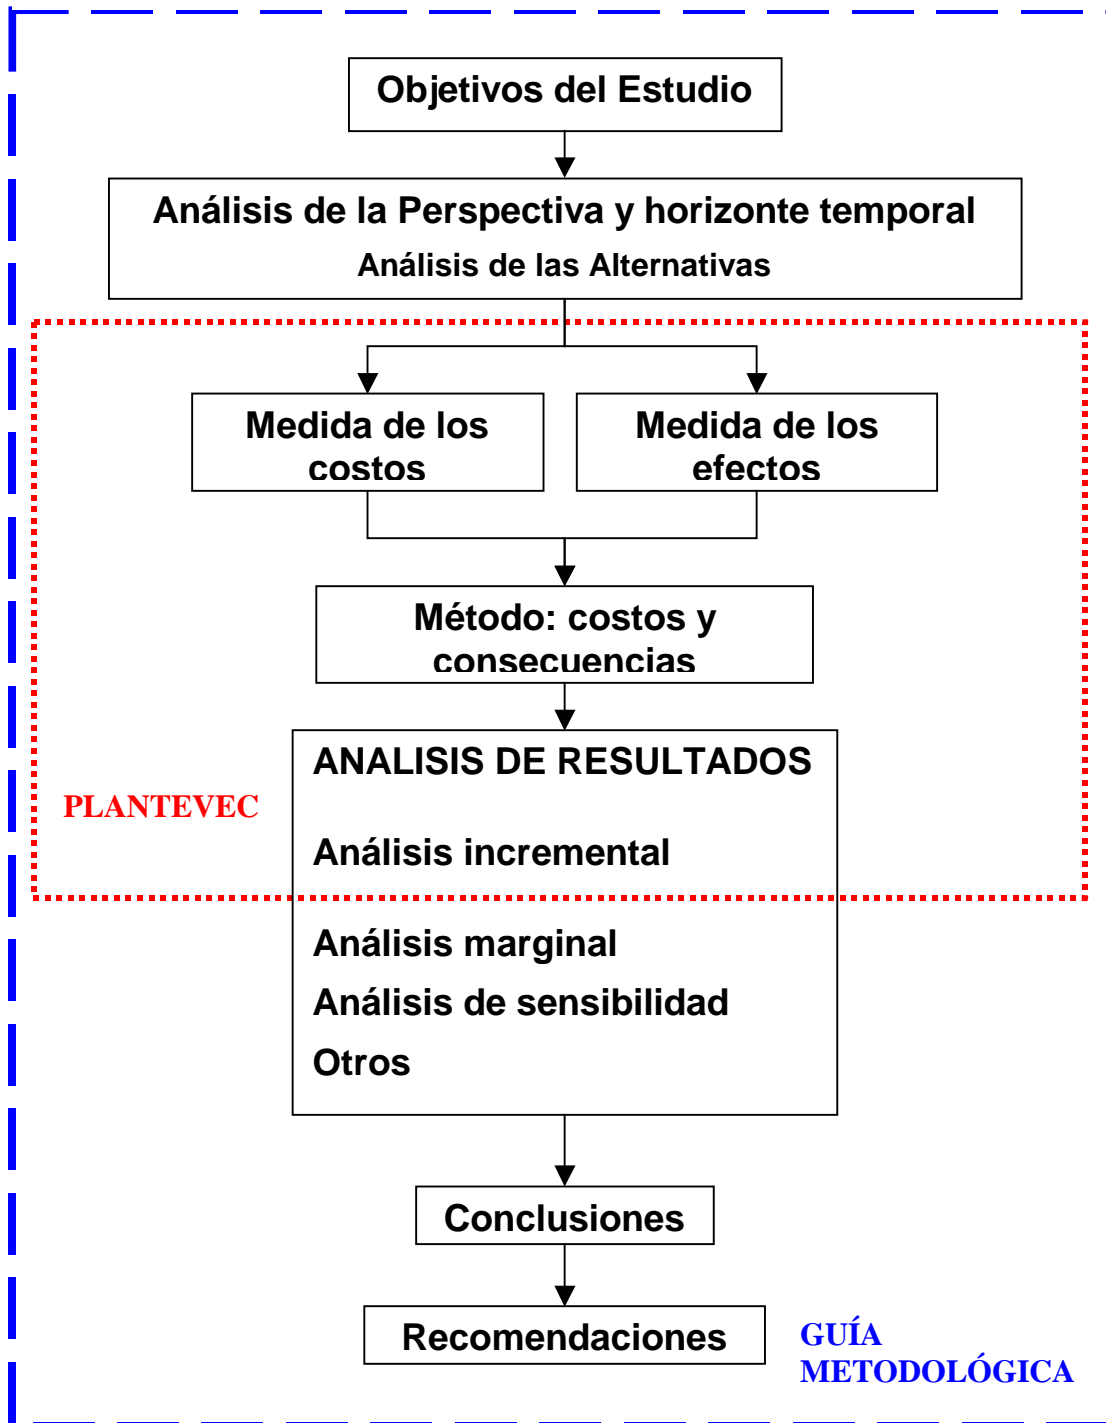 Objetivos del Estudio
Análisis de la Perspectiva y horizonte temporal
Análisis de las Alternativas
Medida de los
costos
Medida de los
efectos
Método: costos y
consecuencias
ANALISIS DE RESULTADOS
PLANTEVEC
Análisis incremental
Análisis marginal
Análisis de sensibilidad
Otros
Conclusiones
Recomendaciones
GUÍA
METODOLÓGICA